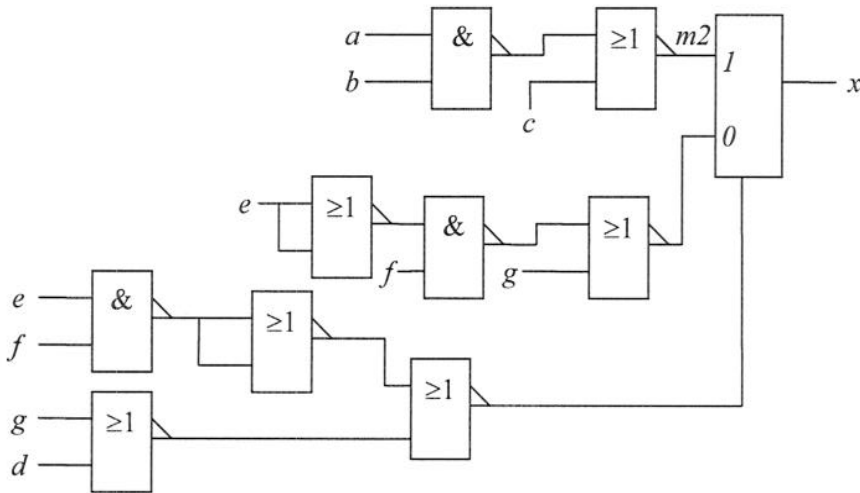 a & ≥1 m2 1
b c x
0
e ≥1 & ≥1
f g
e & ≥1
f ≥1
g ≥1
d